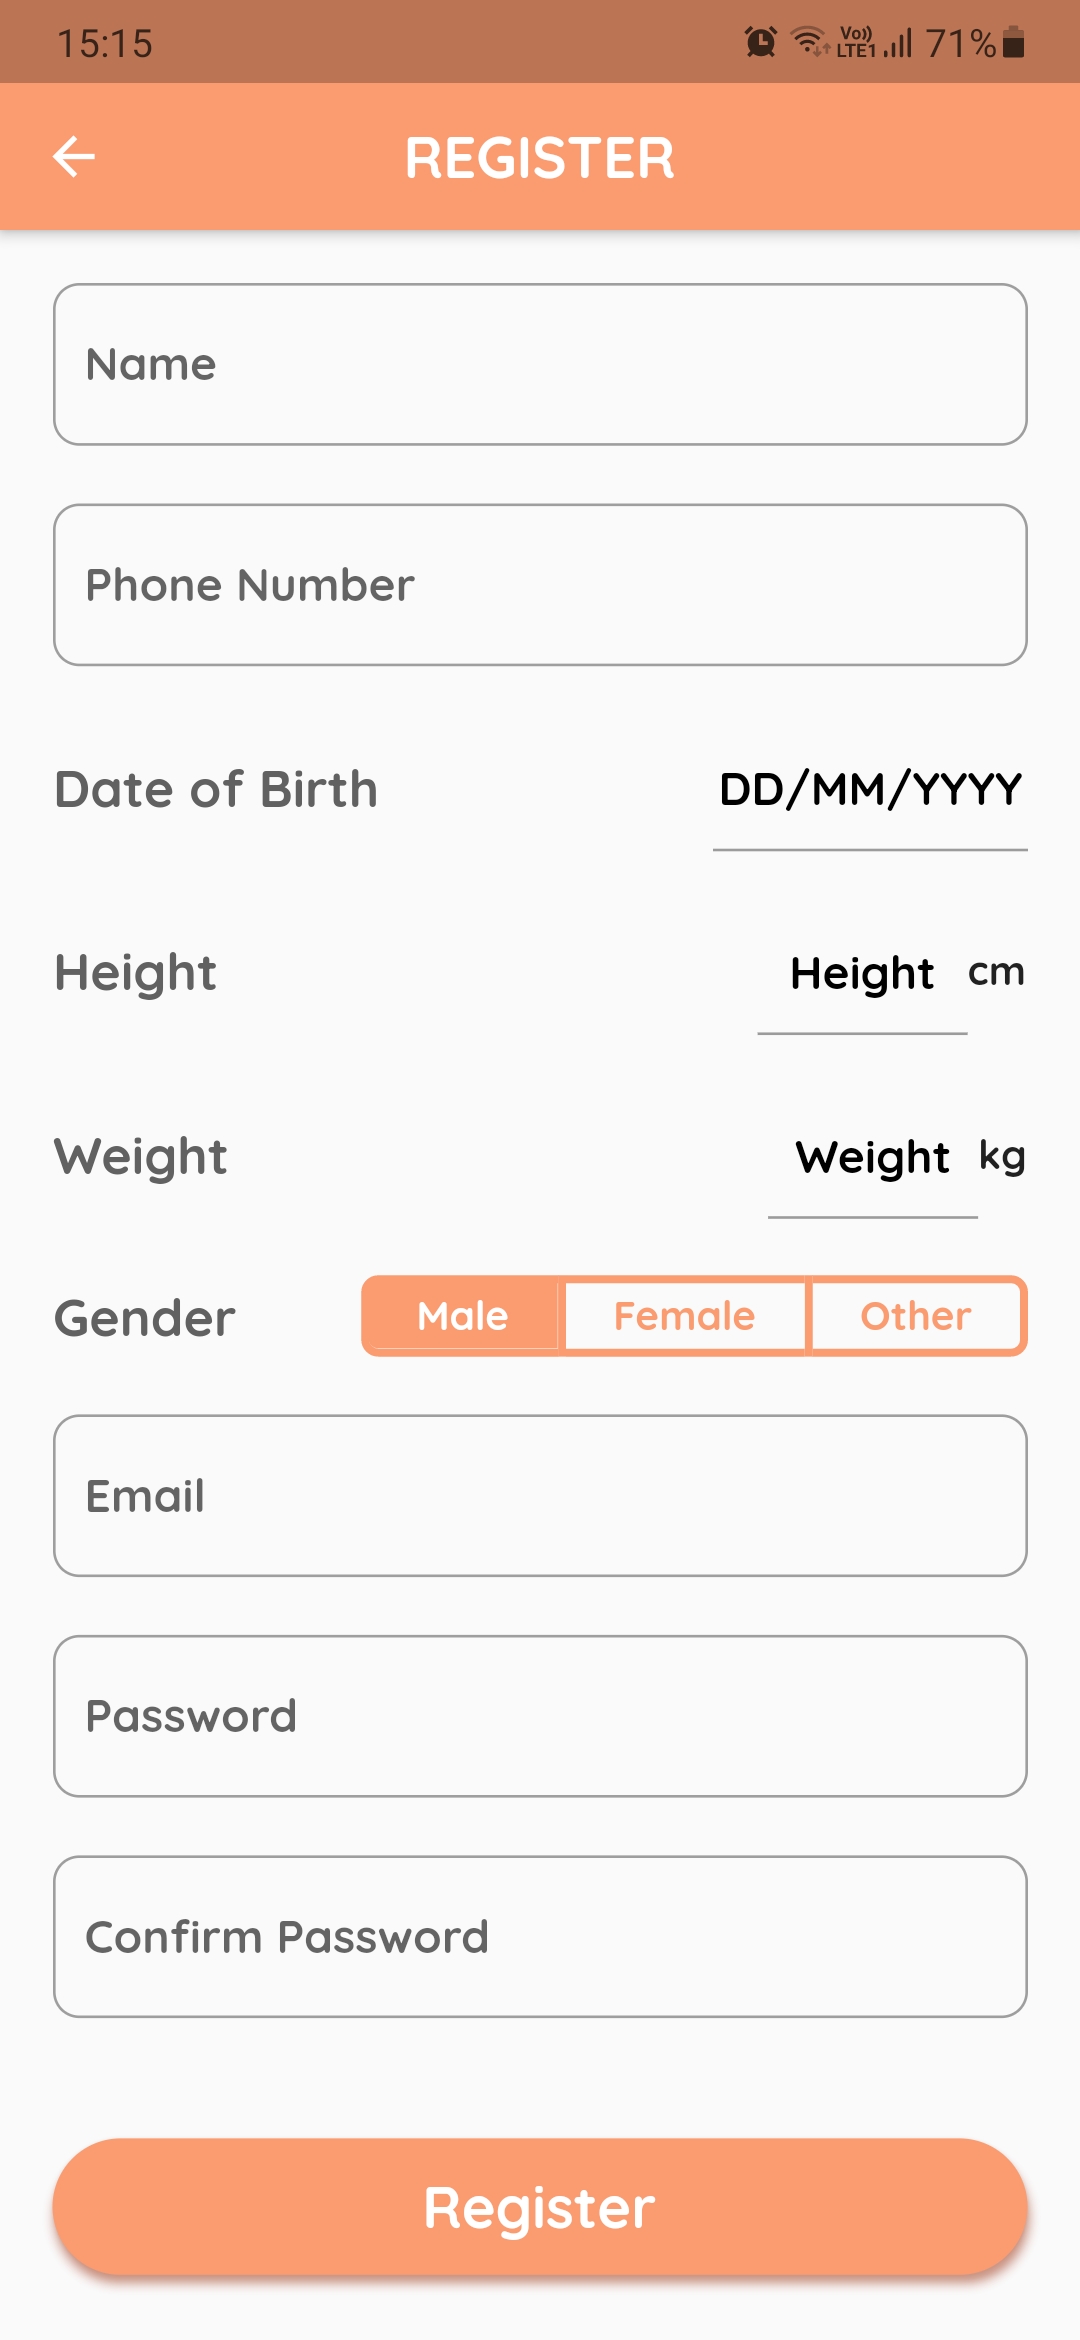 15:15 Vo)) LTE1 71%
REGISTER
Name
Phone Number
Date of Birth DD/MM/YYYY
Height Height cm
Weight Weight kg
Gender Male Female Other
Email
Password
Confirm Password
Register